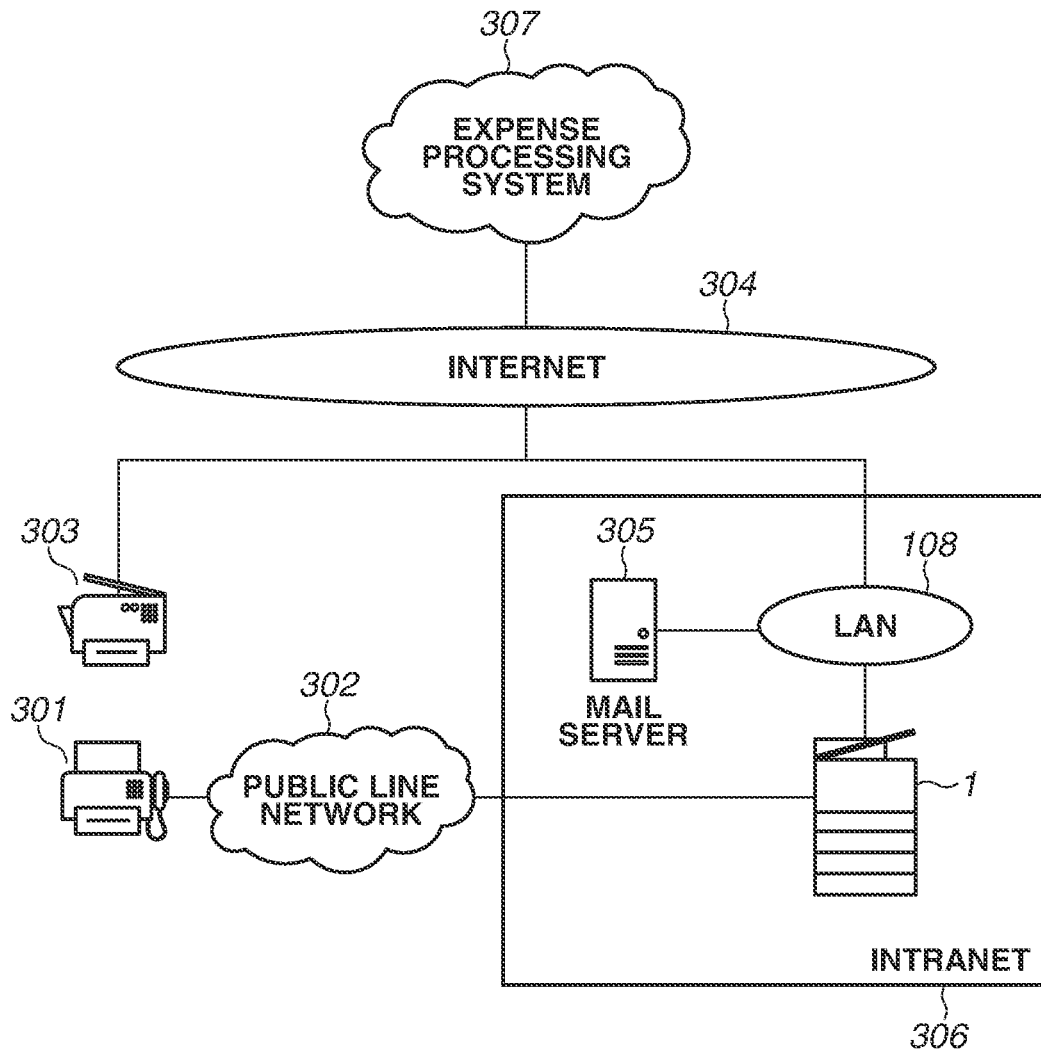 307
EXPENSE
PROCESSING
SYSTEM
304
INTERNET
303
305
108
LAN
MAIL
SERVER
301
302
PUBLIC LINE
NETWORK
1
INTRANET
306